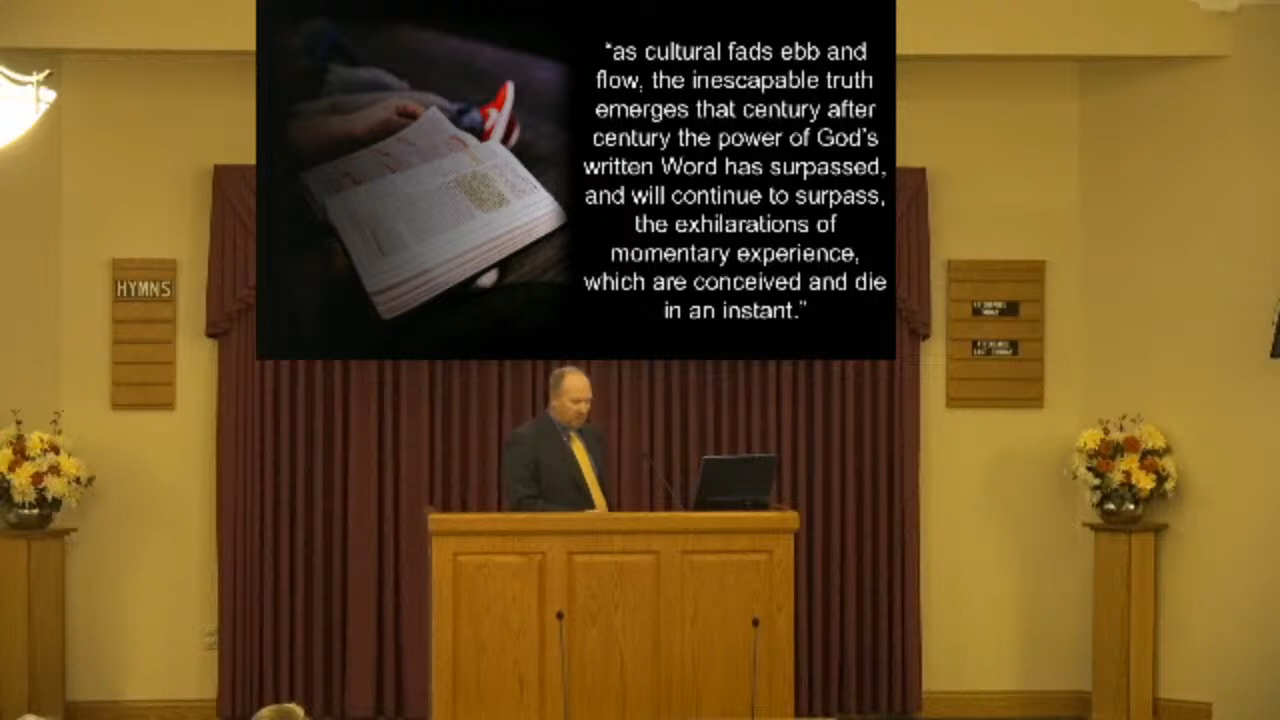 “as cultural fads ebb and
flow, the inescapable truth
emerges that century after
century the power of God’s
written Word has surpassed,
and will continue to surpass,
the exhilarations of
momentary experience,
which are conceived and die
in an instant.”
HYMNS